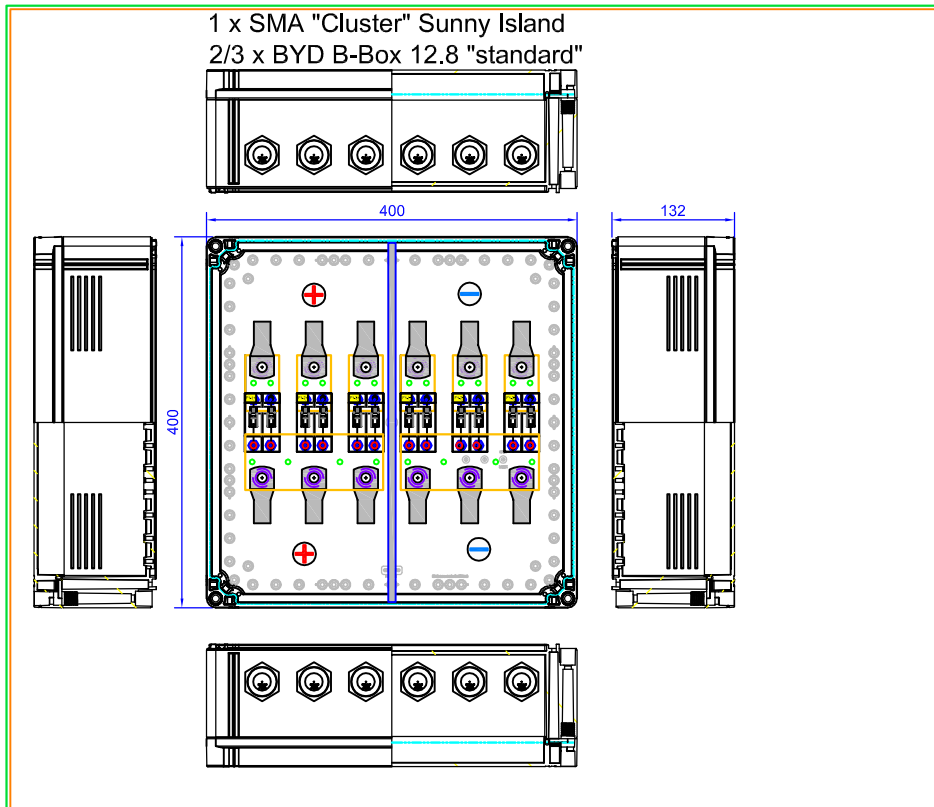 1 x SMA "Cluster" Sunny Island
2/3 x BYD B-Box 12.8 "standard"
400
132
400